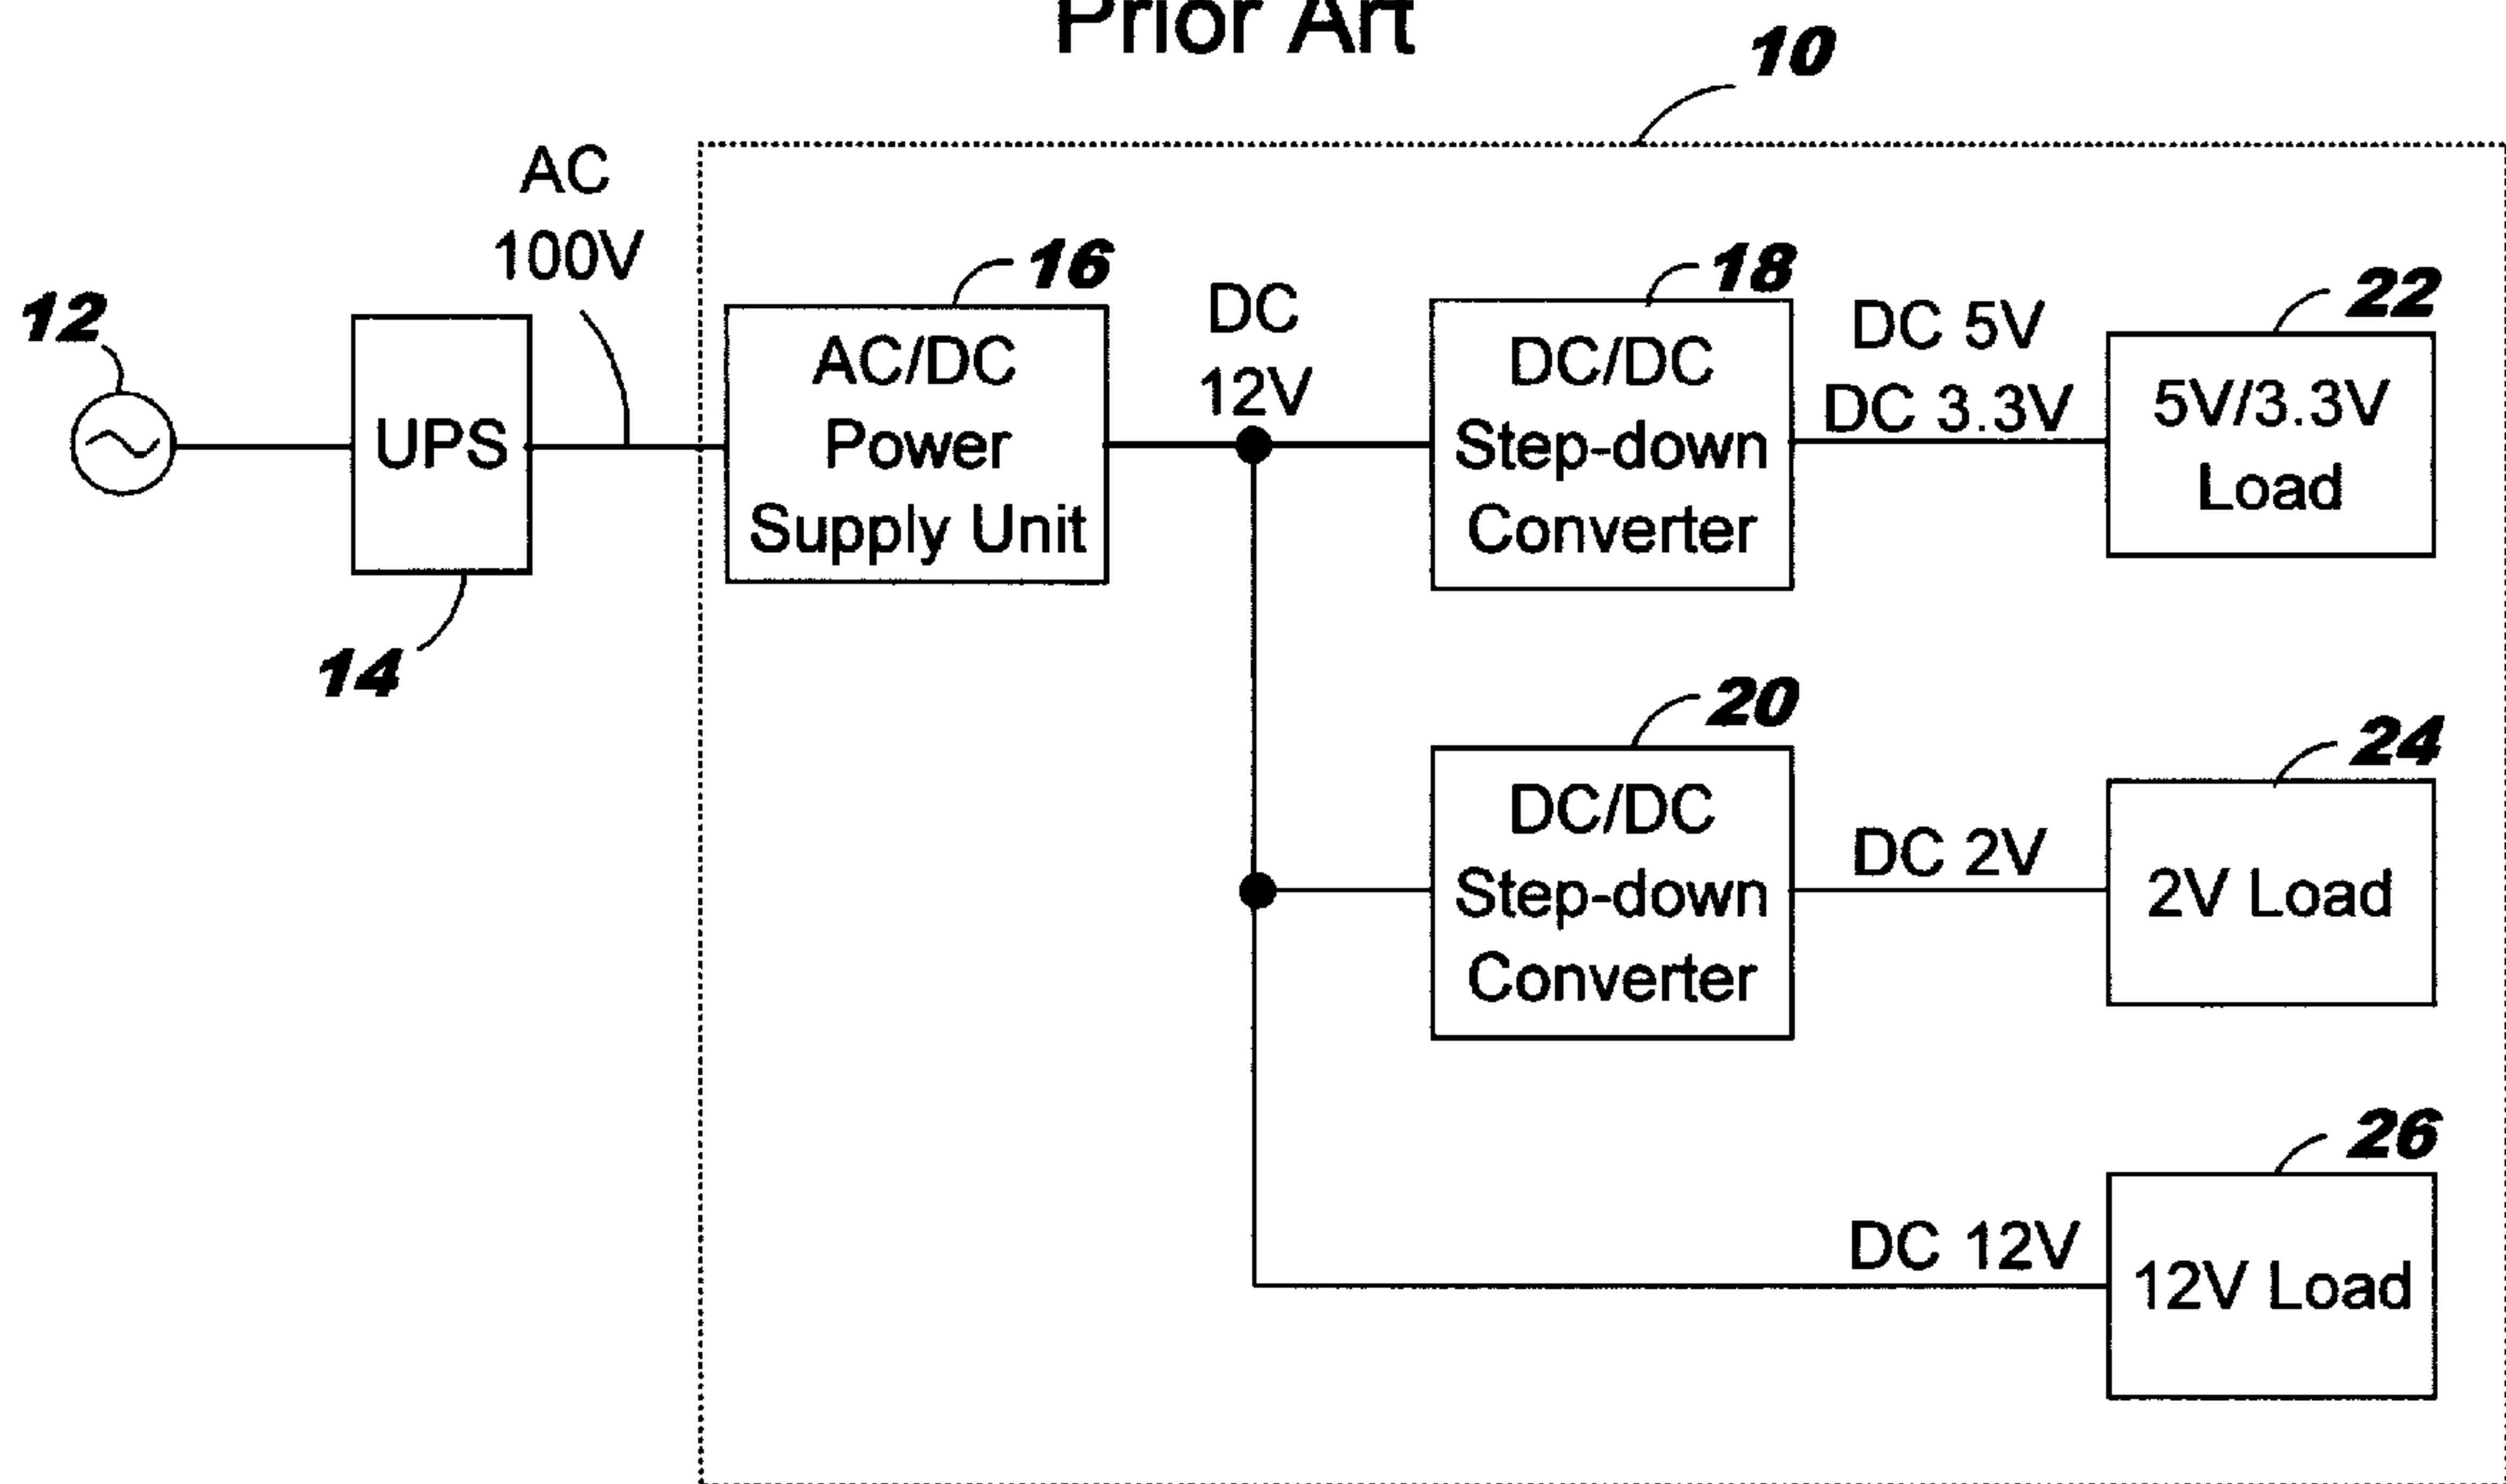 Prior Art
10
AC
100V
12
UPS
14
16
AC/DC
Power
Supply Unit
DC
12V
18
DC/DC
Step-down
Converter
DC 5V
DC 3.3V
22
5V/3.3V
Load
20
DC/DC
Step-down
Converter
DC 2V
24
2V Load
DC 12V
26
12V Load